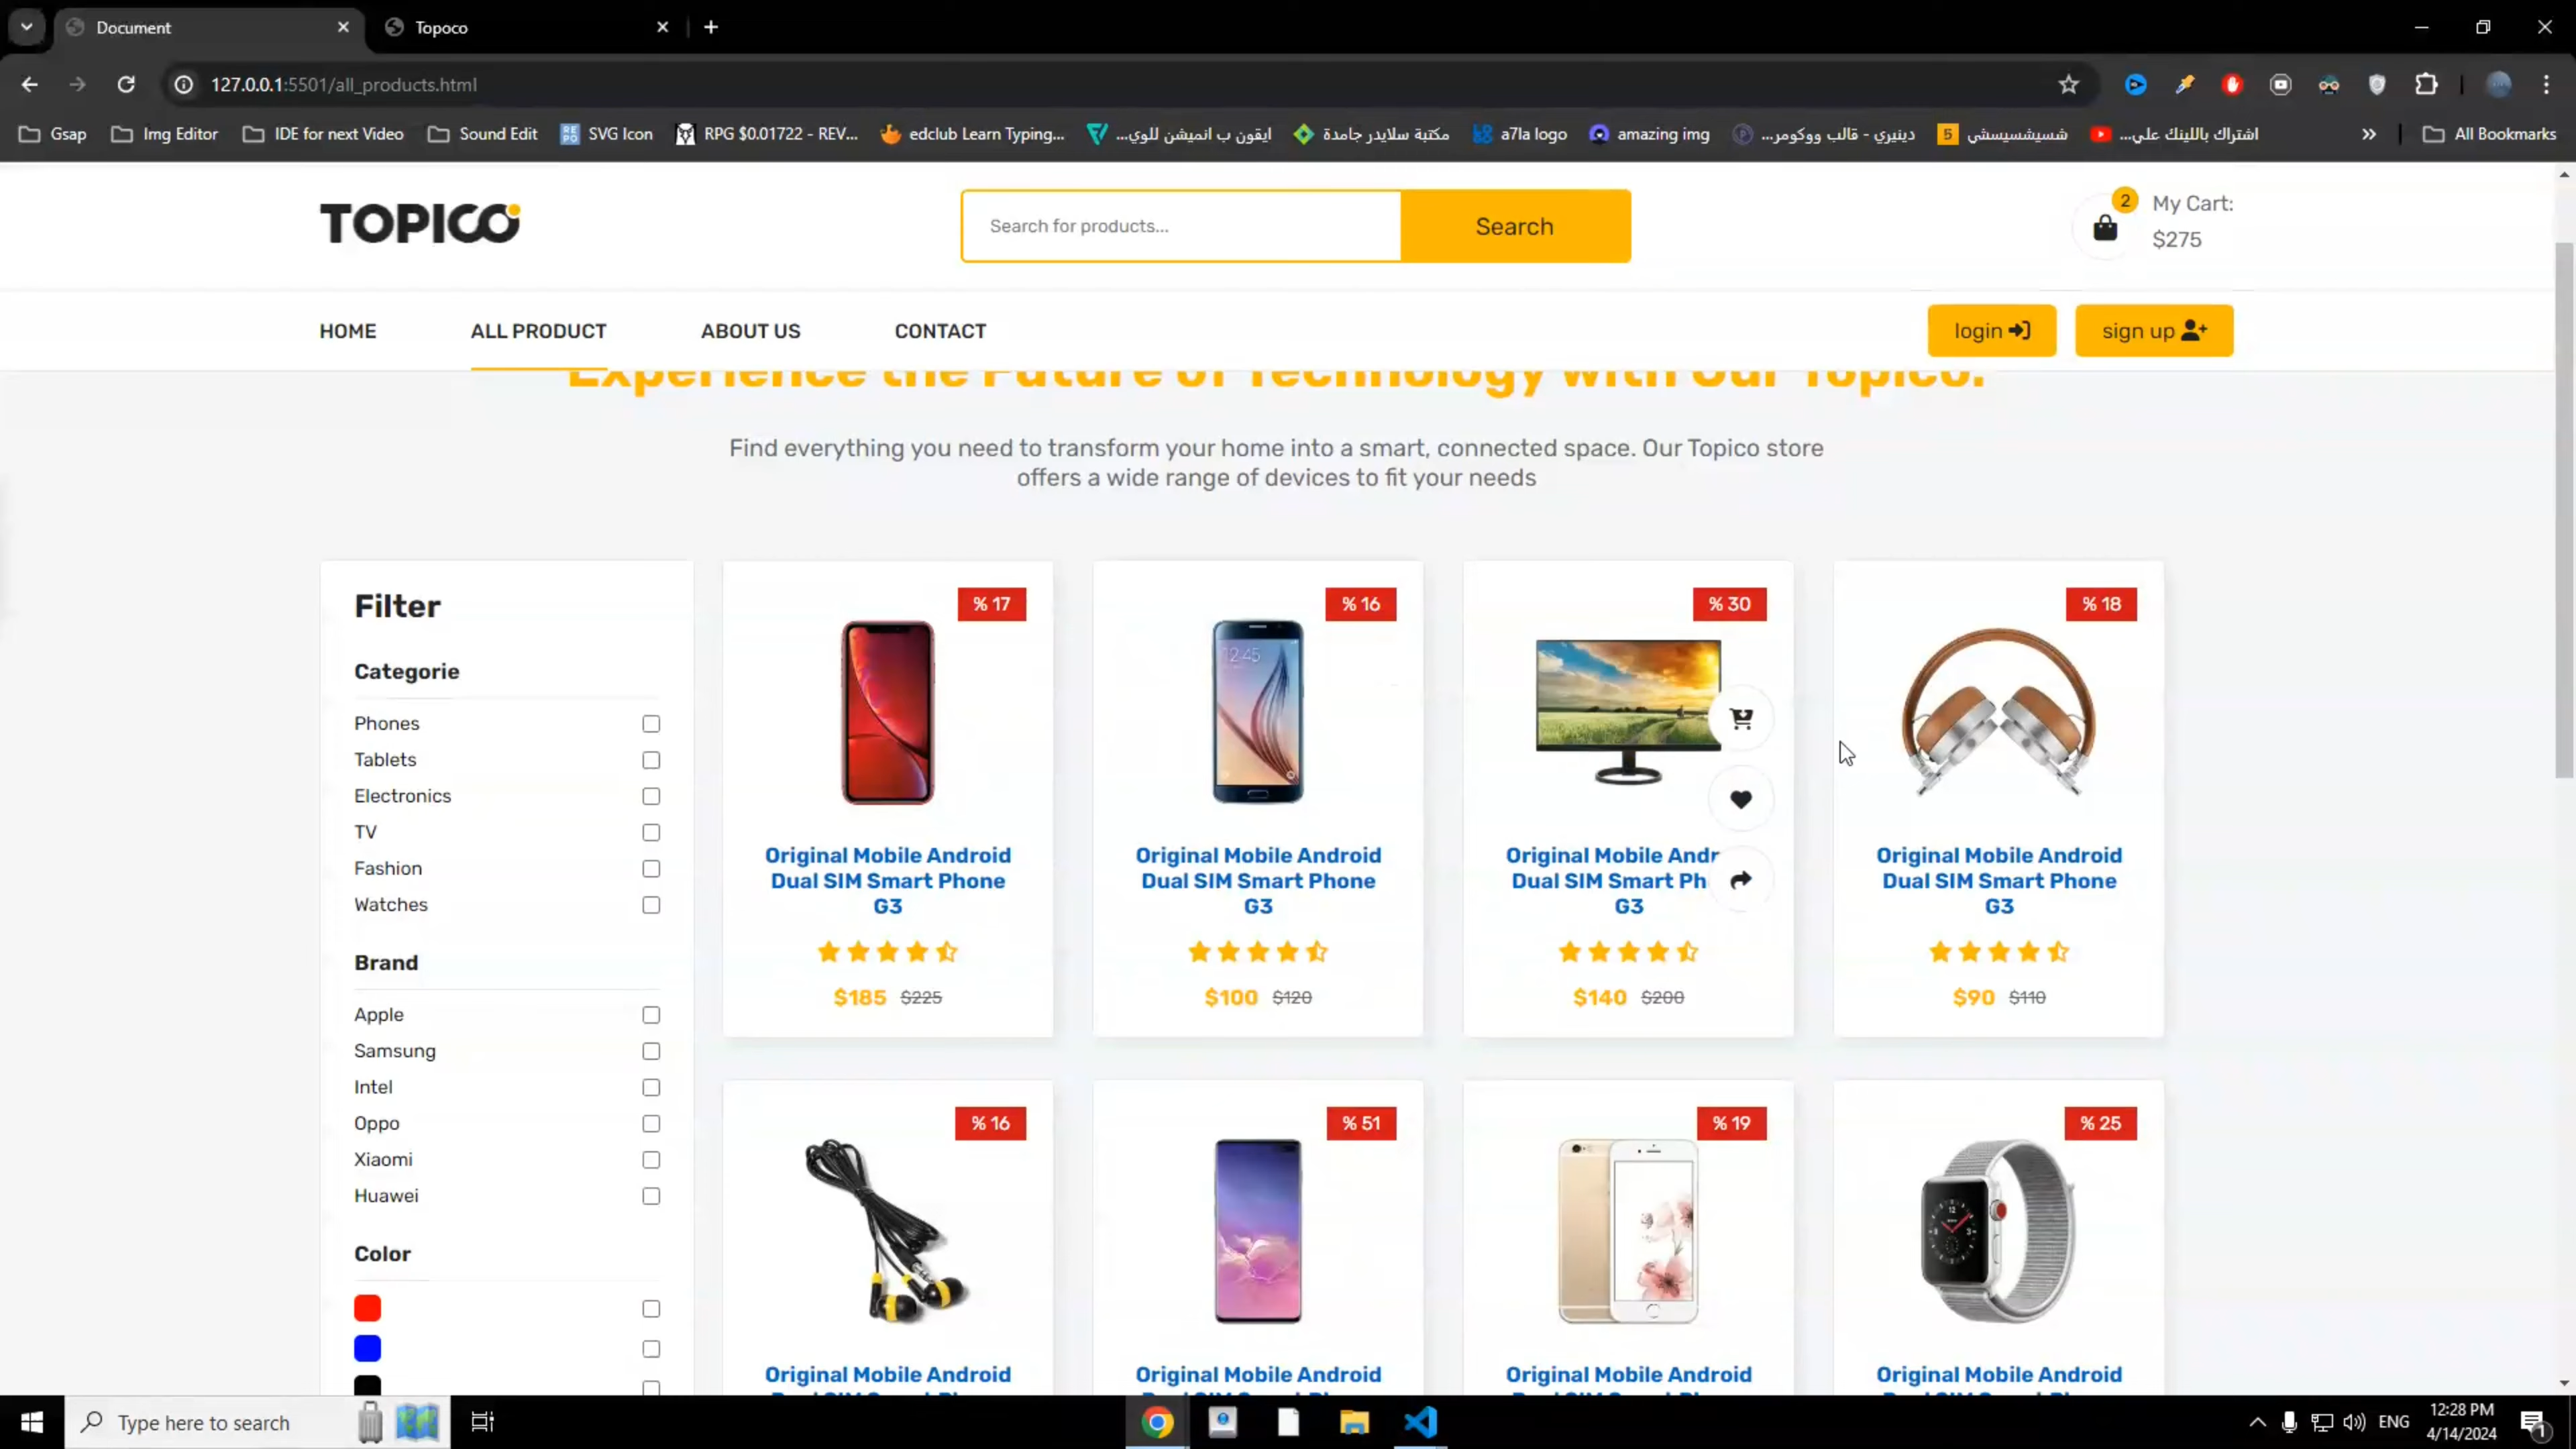 Document
Topoco
127.0.0.1:5501/all_products.html
Gsap
Img Editor
IDE for next Video
Sound Edit
SVG Icon
RPG $0.01722 - REV...
edclub Learn Typing...
ايقون ب انميشن للوي...
مكتبة سلايدر جامدة
a7la logo
amazing img
دينيري - قالب ووكومر...
شسيشسيسشي
اشتراك باللينك علي...
All Bookmarks
TOPICO
Search for products...
Search
2
My Cart:
$275
HOME
ALL PRODUCT
ABOUT US
CONTACT
login
sign up
Experience the Future of Technology with Our Topico.
Find everything you need to transform your home into a smart, connected space. Our Topico store
offers a wide range of devices to fit your needs
Filter
Categorie
Phones
Tablets
Electronics
TV
Fashion
Watches
Brand
Apple
Samsung
Intel
Oppo
Xiaomi
Huawei
Color
% 17
Original Mobile Android
Dual SIM Smart Phone
G3
$185 $225
% 16
12:45
Original Mobile Android
Dual SIM Smart Phone
G3
$100 $120
% 30
Original Mobile Andr
Dual SIM Smart Ph
G3
$140 $200
% 18
Original Mobile Android
Dual SIM Smart Phone
G3
$90 $110
% 16
Original Mobile Android
% 51
Original Mobile Android
% 19
Original Mobile Android
% 25
Original Mobile Android
Type here to search
ENG
12:28 PM
4/14/2024
1